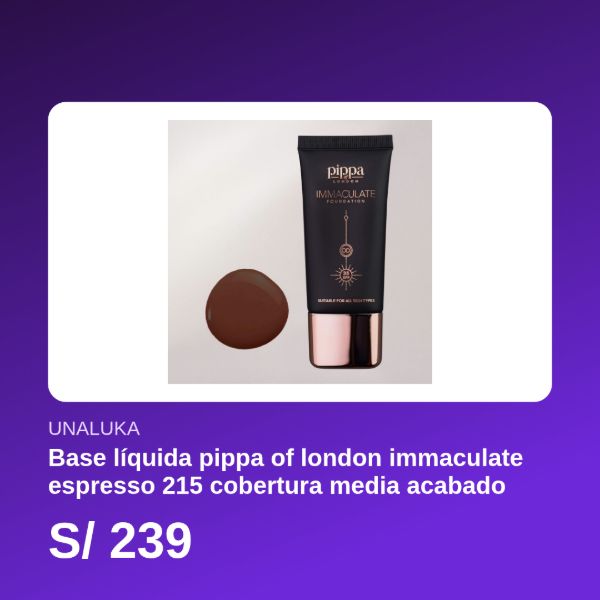 pippa
OF
LONDON
IMMACULATE
FOUNDATION
SUITABLE FOR ALL SKIN TYPES
UNALUKA
Base líquida pippa of london immaculate
espresso 215 cobertura media acabado
S/ 239